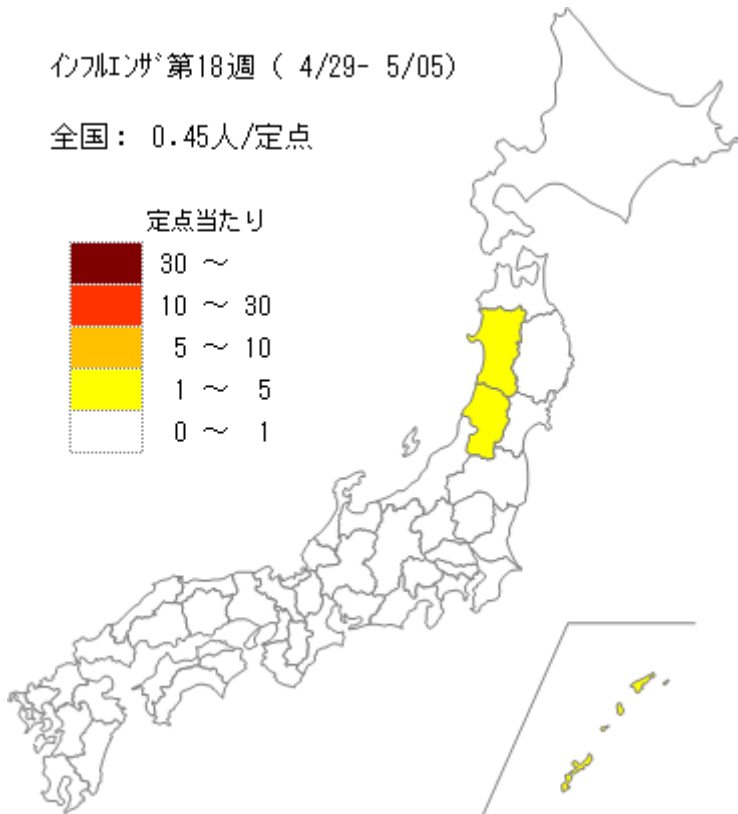 ｲﾝﾌﾙｴﾝｻﾞ 第18週 ( 4/29- 5/05)
全国： 0.45人/定点
定点当たり
30 ～
10 ～ 30
5 ～ 10
1 ～ 5
0 ～ 1